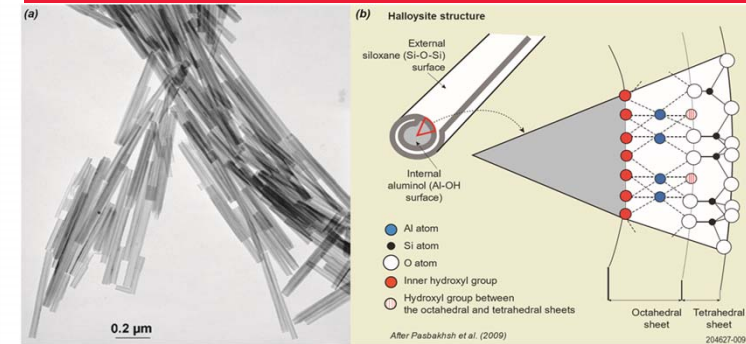 (a)
0.2 µm
(b)
Halloysite structure
External
siloxane (Si-O-Si)
surface
Internal
aluminol (Al-OH
surface)
Al atom
Si atom
O atom
Inner hydroxyl group
Hydroxyl group between
the octahedral and tetrahedral sheets
Octahedral
sheet
Tetrahedral
sheet
After Pasbakhsh et al. (2009)
204627-009